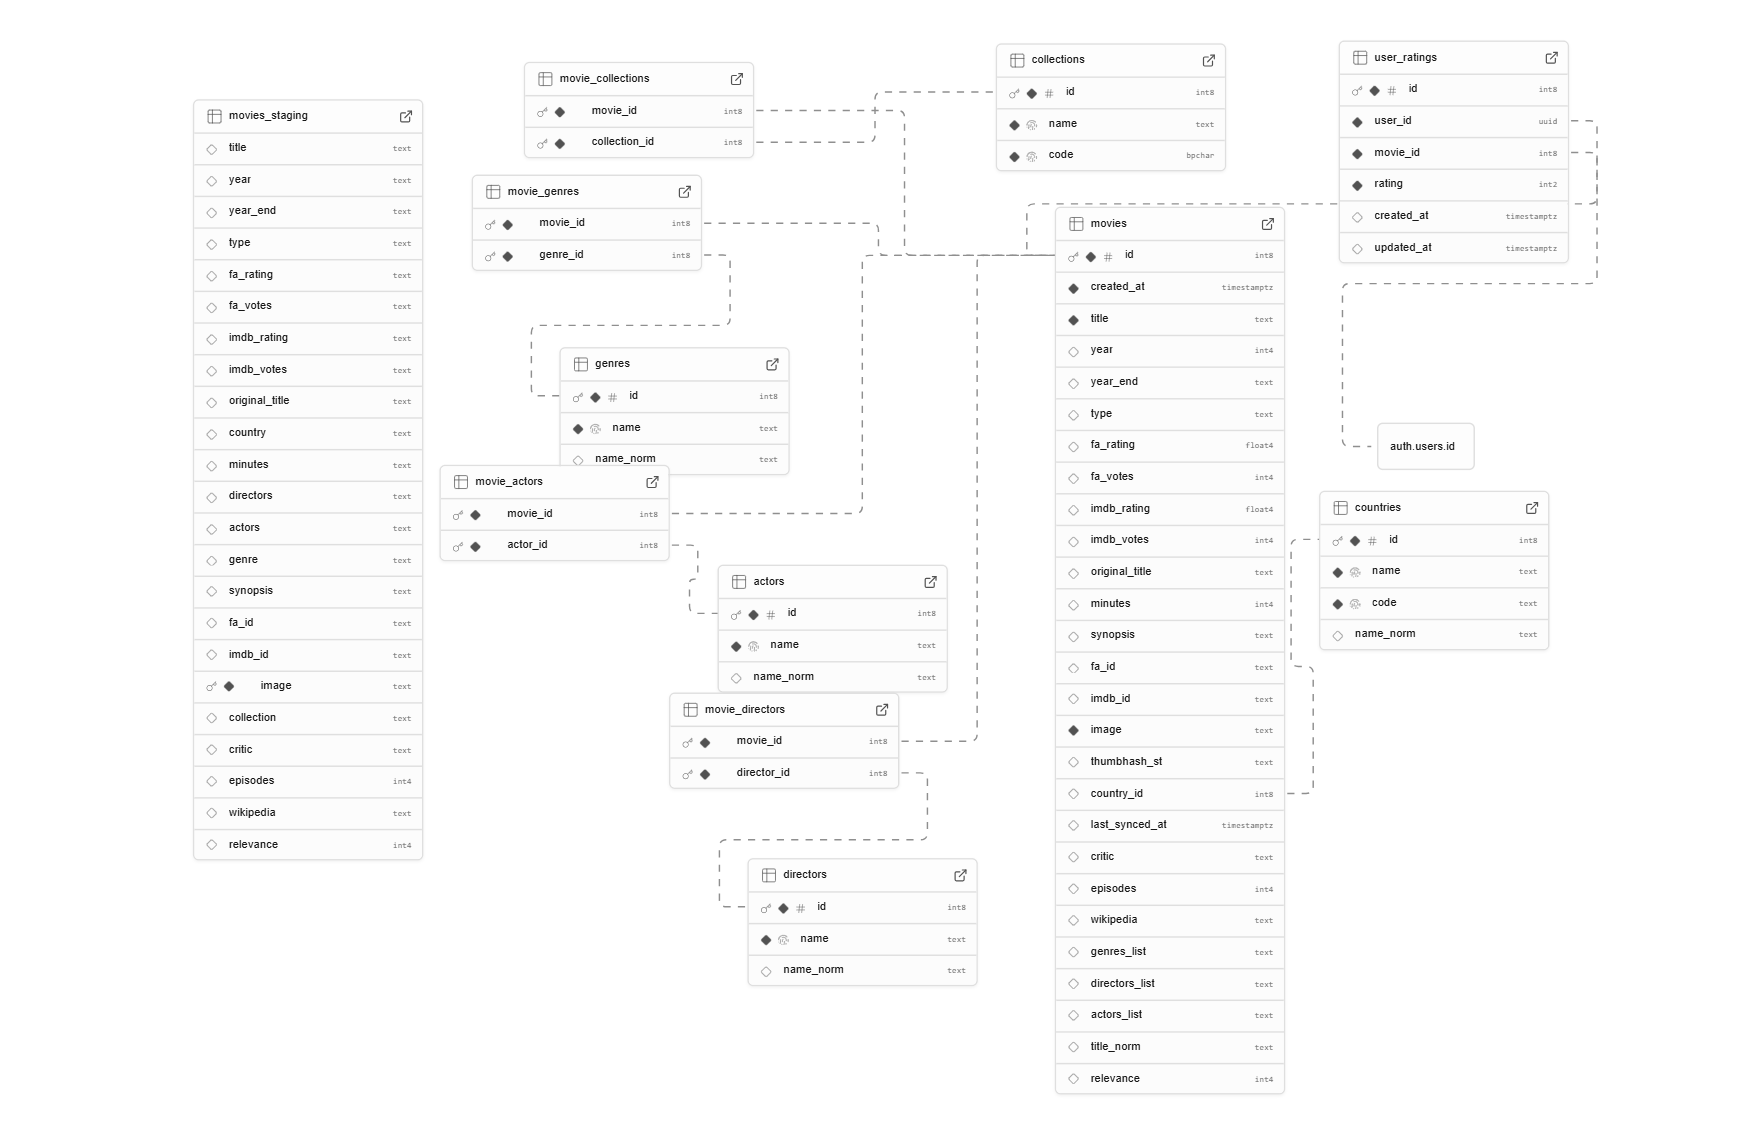 movies_staging
title text
year text
year_end text
type text
fa_rating text
fa_votes text
imdb_rating text
imdb_votes text
original_title text
country text
minutes text
directors text
actors text
genre text
synopsis text
fa_id text
imdb_id text
image text
collection text
critic text
episodes int4
wikipedia text
relevance int4
movie_collections
movie_id int8
collection_id int8
movie_genres
movie_id int8
genre_id int8
genres
id int8
name text
name_norm text
movie_actors
movie_id int8
actor_id int8
actors
id int8
name text
name_norm text
movie_directors
movie_id int8
director_id int8
directors
id int8
name text
name_norm text
collections
id int8
name text
code bpchar
movies
id int8
created_at timestamptz
title text
year int4
year_end text
type text
fa_rating float4
fa_votes int4
imdb_rating float4
imdb_votes int4
original_title text
minutes int4
synopsis text
fa_id text
imdb_id text
image text
thumbhash_st text
country_id int8
last_synced_at timestamptz
critic text
episodes int4
wikipedia text
genres_list text
directors_list text
actors_list text
title_norm text
relevance int4
user_ratings
id int8
user_id uuid
movie_id int8
rating int2
created_at timestamptz
updated_at timestamptz
auth.users.id
countries
id int8
name text
code text
name_norm text